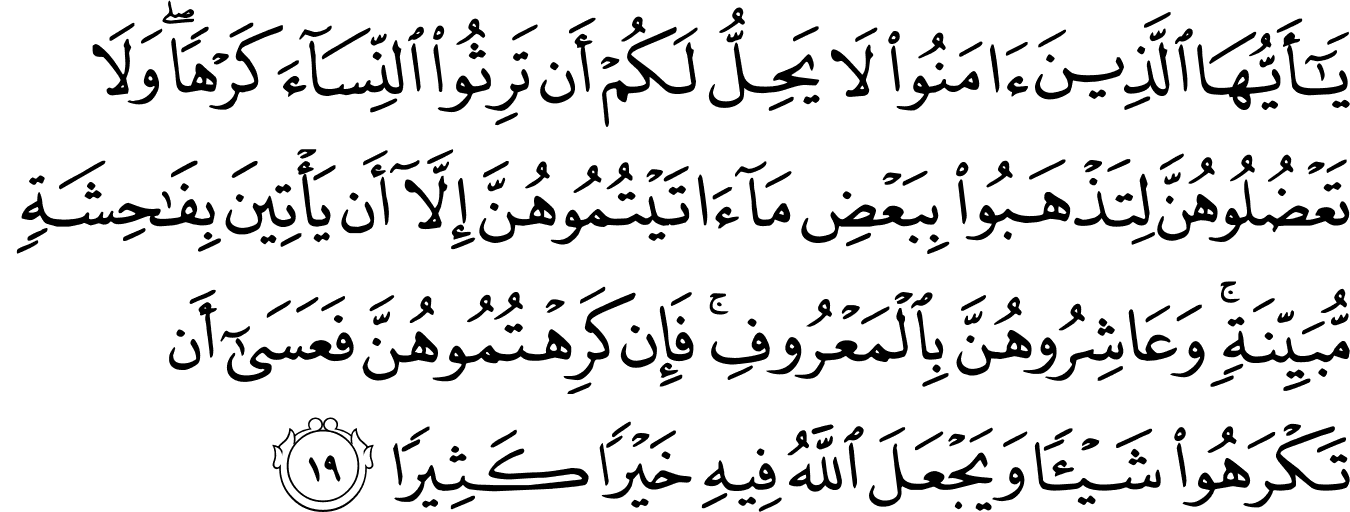 يَـٰٓأَيُّهَا ٱلَّذِينَ ءَامَنُوا۟ لَا يَحِلُّ لَكُمْ أَن تَرِثُوا۟ ٱلنِّسَآءَ كَرْهًا ۖ وَلَا
تَعْضُلُوهُنَّ لِتَذْهَبُوا۟ بِبَعْضِ مَآ ءَاتَيْتُمُوهُنَّ إِلَّآ أَن يَأْتِينَ بِفَـٰحِشَةٍ
مُّبَيِّنَةٍ ۚ وَعَاشِرُوهُنَّ بِٱلْمَعْرُوفِ ۚ فَإِن كَرِهْتُمُوهُنَّ فَعَسَىٰٓ أَن
تَكْرَهُوا۟ شَيْـًٔا وَيَجْعَلَ ٱللَّهُ فِيهِ خَيْرًا كَثِيرًا ١٩